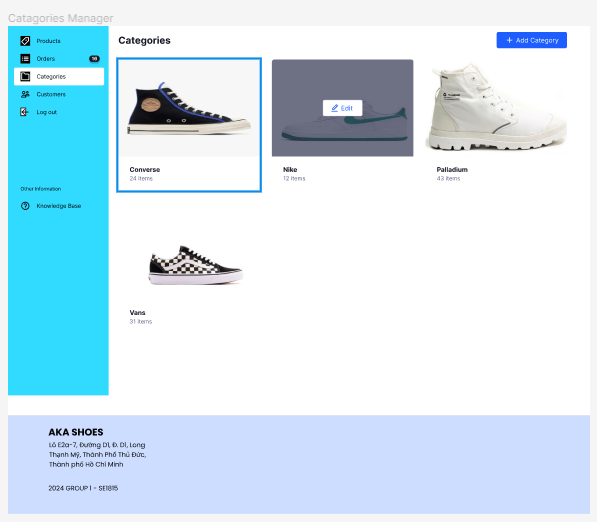 Catagories Manager
Products
Orders 16
Categories
Customers
Log out
Other Information
Knowledge Base
Categories
+ Add Category
Edit
Converse
24 items
Nike
12 items
Palladium
43 items
Vans
31 items
AKA SHOES
Lô E2a-7, Đường D1, Đ. D1, Long
Thạnh Mỹ, Thành Phố Thủ Đức,
Thành phố Hồ Chí Minh
2024 GROUP 1 - SE1815